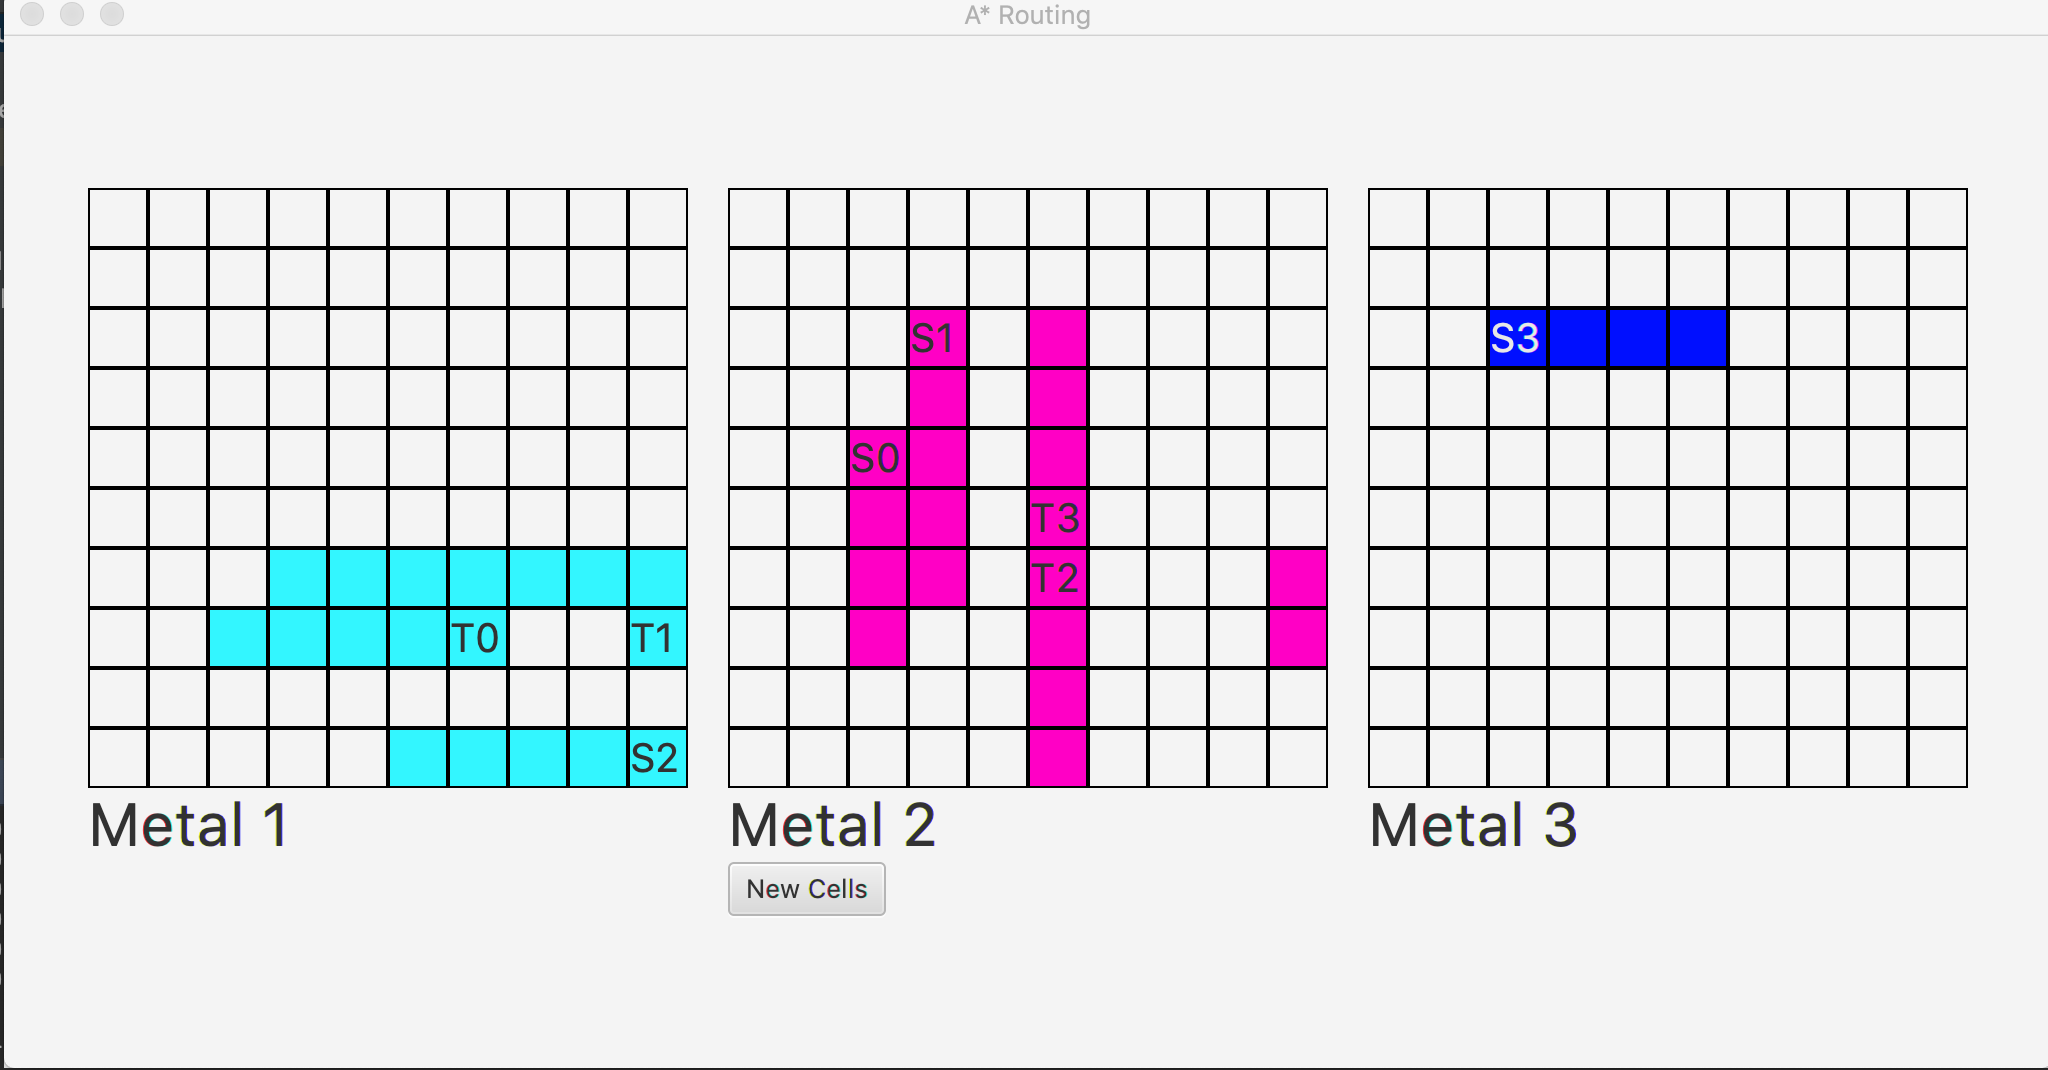 A* Routing
S1
S3
S0
T3
T2
T0
T1
S2
Metal 1
Metal 2
Metal 3
New Cells